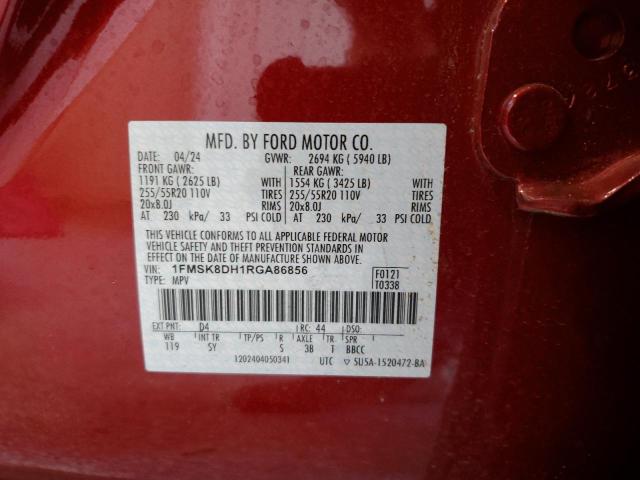 MFD. BY FORD MOTOR CO.
DATE: 04/24 GVWR: 2694 KG ( 5940 LB)
FRONT GAWR: REAR GAWR:
1191 KG ( 2625 LB) WITH 1554 KG ( 3425 LB) WITH
255/55R20 110V TIRES 255/55R20 110V TIRES
20x8.0J RIMS 20x8.0J RIMS
AT 230 kPa/ 33 PSI COLD AT 230 kPa/ 33 PSI COLD
THIS VEHICLE CONFORMS TO ALL APPLICABLE FEDERAL MOTOR
VEHICLE SAFETY AND THEFT PREVENTION STANDARDS IN
EFFECT ON THE DATE OF MANUFACTURE SHOWN ABOVE.
VIN: 1FMSK8DH1RGA86856 F0121
TYPE: MPV T0338
EXT PNT: D4 RC: 44 DSO:
WB INT TR TP/PS R AXLE TR SPR
119 SY S 3B T BBCC
1202404050341 UTC ▽ 5U5A-1520472-BA